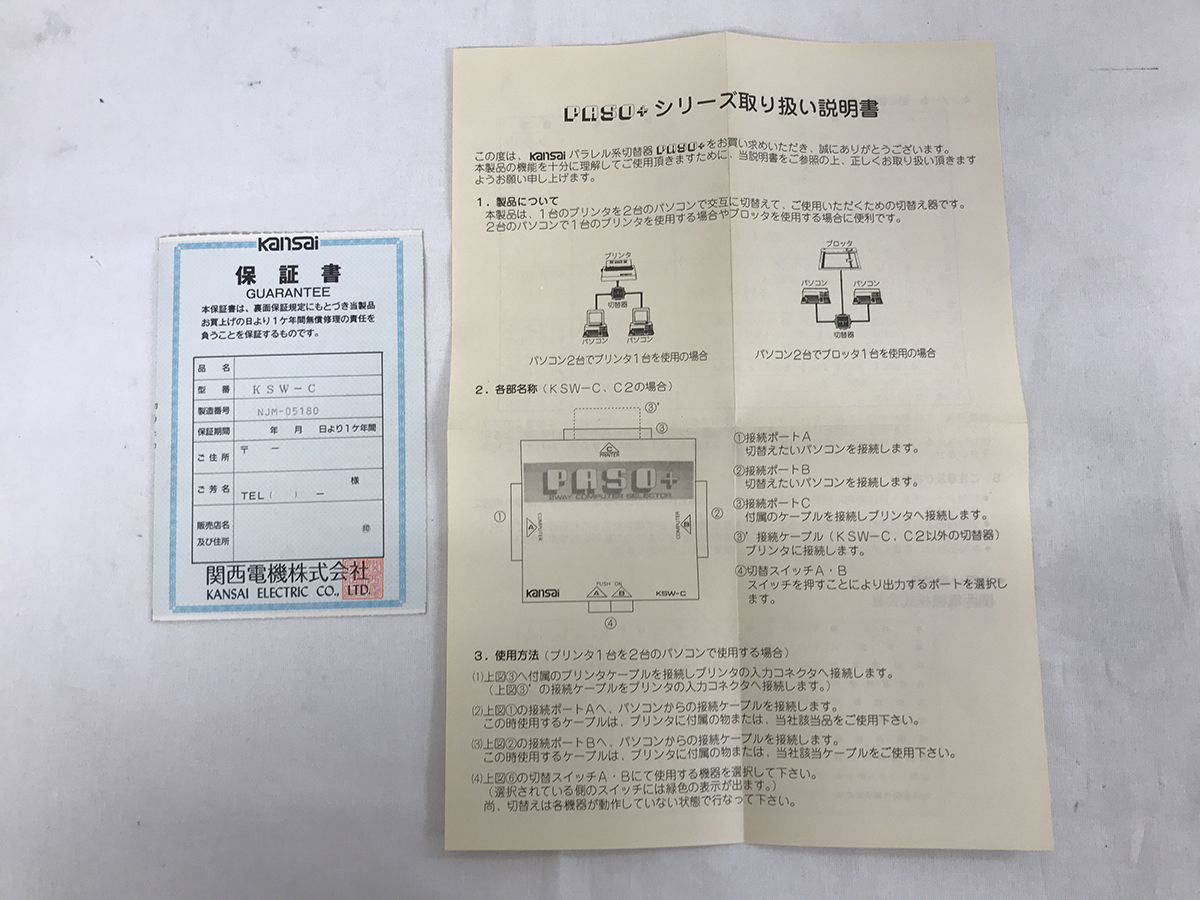 Kansai
保証書
GUARANTEE
本保証書は、裏面保証規定にもとづき当製品
お買上げの日より1ケ年間無償修理の責任を
負うことを保証するものです。
品名
型番 KSW-C
製造番号 NJM-05180
保証期間 年 月 日より1ケ年間
ご住所 〒 -
ご芳名 様
TEL( ) -
販売店名
及び住所 ㊞
関西電機株式会社
KANSAI ELECTRIC CO., LTD.
PASO+シリーズ取り扱い説明書
この度は、Kansaiパラレル系切替器PASO+をお買い求めいただき、誠にありがとうございます。
本製品の機能を十分に理解してご使用頂きますために、当説明書をご参照の上、正しくお取り扱い頂きます
ようお願い申し上げます。
1.製品について
本製品は、1台のプリンタを2台のパソコンで交互に切替えて、ご使用いただくための切替え器です。
2台のパソコンで1台のプリンタを使用する場合やプロッタを使用する場合に便利です。
プリンタ
切替器
パソコン パソコン
パソコン2台でプリンタ1台を使用の場合
プロッタ
パソコン パソコン
切替器
パソコン2台でプロッタ1台を使用の場合
2.各部名称(KSW-C、C2の場合)
③'
③
C
PRINTER
PASO+
2WAY COMPUTER SELECTOR
①
A
COMPUTER
②
B
COMPUTER
PUSH ON
Kansai A B KSW-C
④
①接続ポートA
切替えたいパソコンを接続します。
②接続ポートB
切替えたいパソコンを接続します。
③接続ポートC
付属のケーブルを接続しプリンタへ接続します。
③'接続ケーブル(KSW-C、C2以外の切替器)
プリンタに接続します。
④切替スイッチA・B
スイッチを押すことにより出力するポートを選択し
ます。
3.使用方法(プリンタ1台を2台のパソコンで使用する場合)
(1)上図③へ付属のプリンタケーブルを接続しプリンタの入力コネクタへ接続します。
(上図③'の接続ケーブルをプリンタの入力コネクタへ接続します。)
(2)上図①の接続ポートAへ、パソコンからの接続ケーブルを接続します。
この時使用するケーブルは、プリンタに付属の物または、当社該当品をご使用下さい。
(3)上図②の接続ポートBへ、パソコンからの接続ケーブルを接続します。
この時使用するケーブルは、プリンタに付属の物または、当社該当ケーブルをご使用下さい。
(4)上図⑥の切替スイッチA・Bにて使用する機器を選択して下さい。
(選択されている側のスイッチには緑色の表示が出ます。)
尚、切替えは各機器が動作していない状態で行なって下さい。